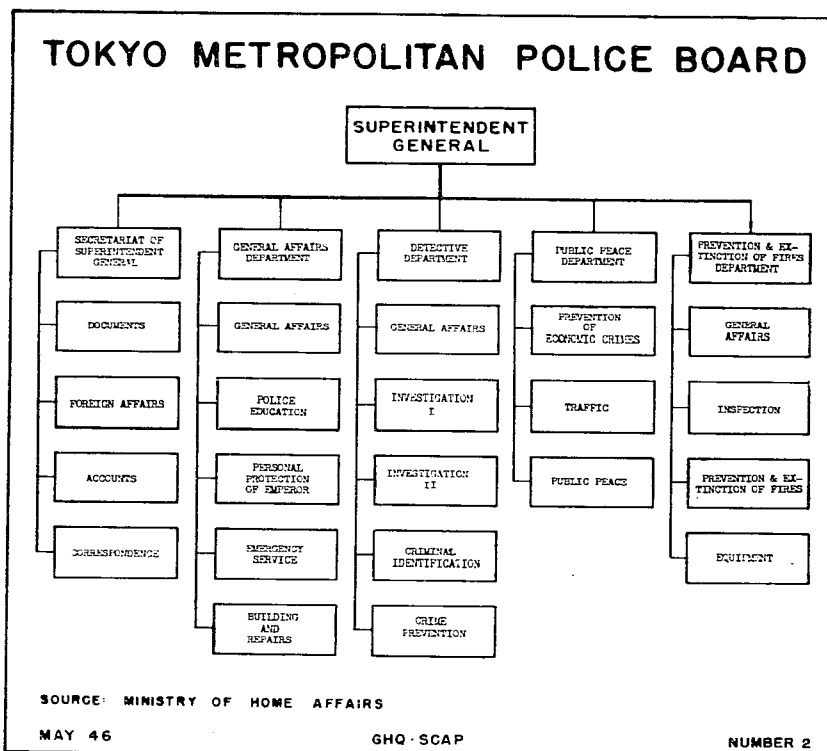 TOKYO METROPOLITAN POLICE BOARD
SUPERINTENDENT
GENERAL
SECRETARIAT OF
SUPERINTENDENT
GENERAL
DOCUMENTS
FOREIGN AFFAIRS
ACCOUNTS
CORRESPONDENCE
GENERAL AFFAIRS
DEPARTMENT
GENERAL AFFAIRS
POLICE
EDUCATION
PERSONAL
PROTECTION
OF EMPEROR
EMERGENCY
SERVICE
BUILDING
AND
REPAIRS
DETECTIVE
DEPARTMENT
GENERAL AFFAIRS
INVESTIGATION
I
INVESTIGATION
II
CRIMINAL
IDENTIFICATION
CRIME
PREVENTION
PUBLIC PEACE
DEPARTMENT
PREVENTION
OF
ECONOMIC CRIMES
TRAFFIC
PUBLIC PEACE
PREVENTION & EX-
TINCTION OF FIRES
DEPARTMENT
GENERAL
AFFAIRS
INSPECTION
PREVENTION & EX-
TINCTION OF FIRES
EQUIPMENT
SOURCE: MINISTRY OF HOME AFFAIRS
MAY 46
GHQ-SCAP
NUMBER 2